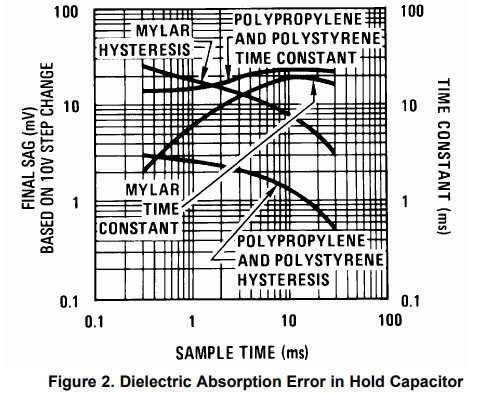 100
10
1
0.1
FINAL SAG (mV)
BASED ON 10V STEP CHANGE
MYLAR
HYSTERESIS
POLYPROPYLENE
AND POLYSTYRENE
TIME CONSTANT
MYLAR
TIME
CONSTANT
POLYPROPYLENE
AND POLYSTYRENE
HYSTERESIS
100
10
1
0.1
TIME CONSTANT (ms)
0.1
1
10
100
SAMPLE TIME (ms)
Figure 2. Dielectric Absorption Error in Hold Capacitor